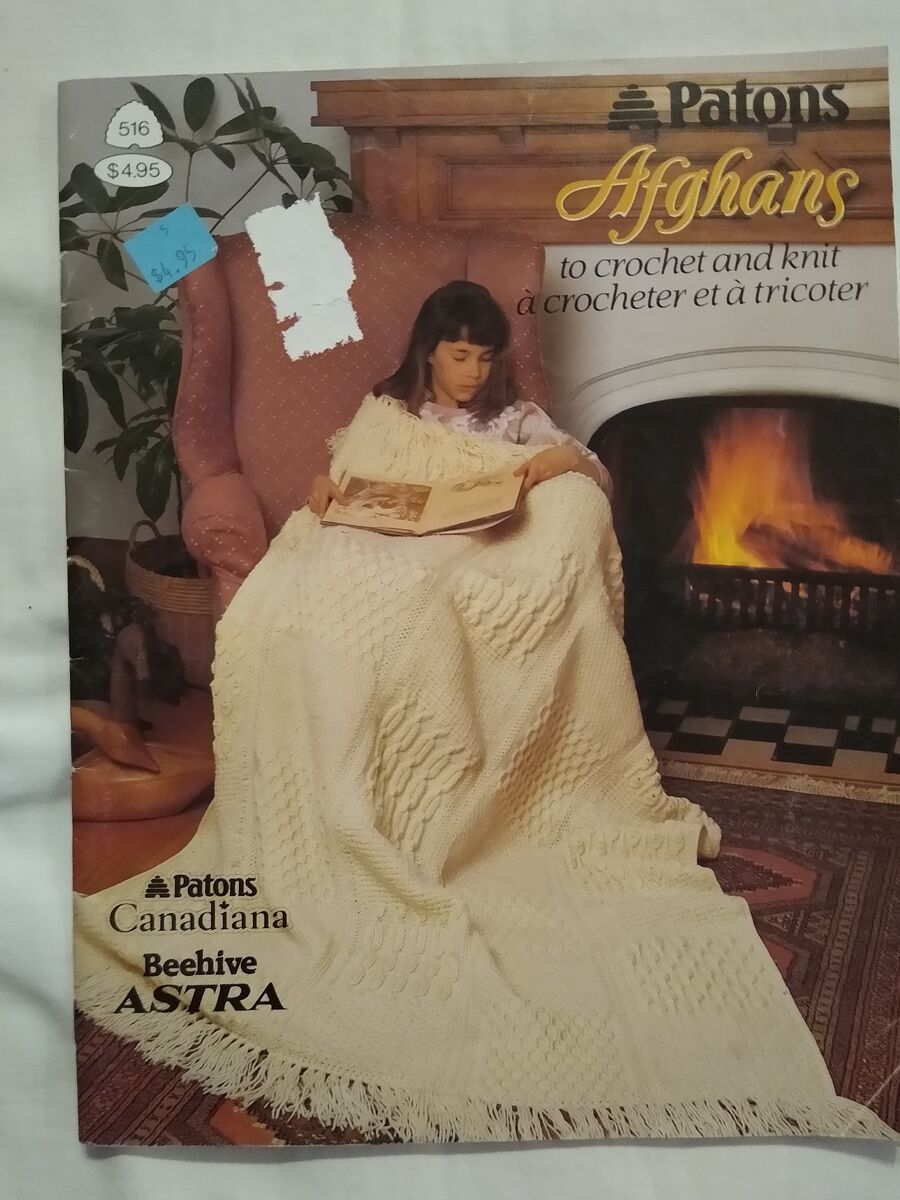 516
$4.95
5
$4.95
Patons
Afghans
to crochet and knit
à crocheter et à tricoter
Patons
Canadiana
Beehive
ASTRA